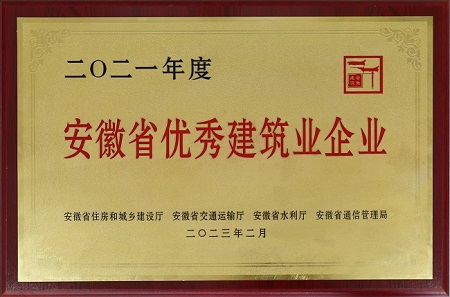 二〇二一年度
安徽省优秀建筑业企业
安徽省住房和城乡建设厅 安徽省交通运输厅 安徽省水利厅 安徽省通信管理局
二〇二三年二月